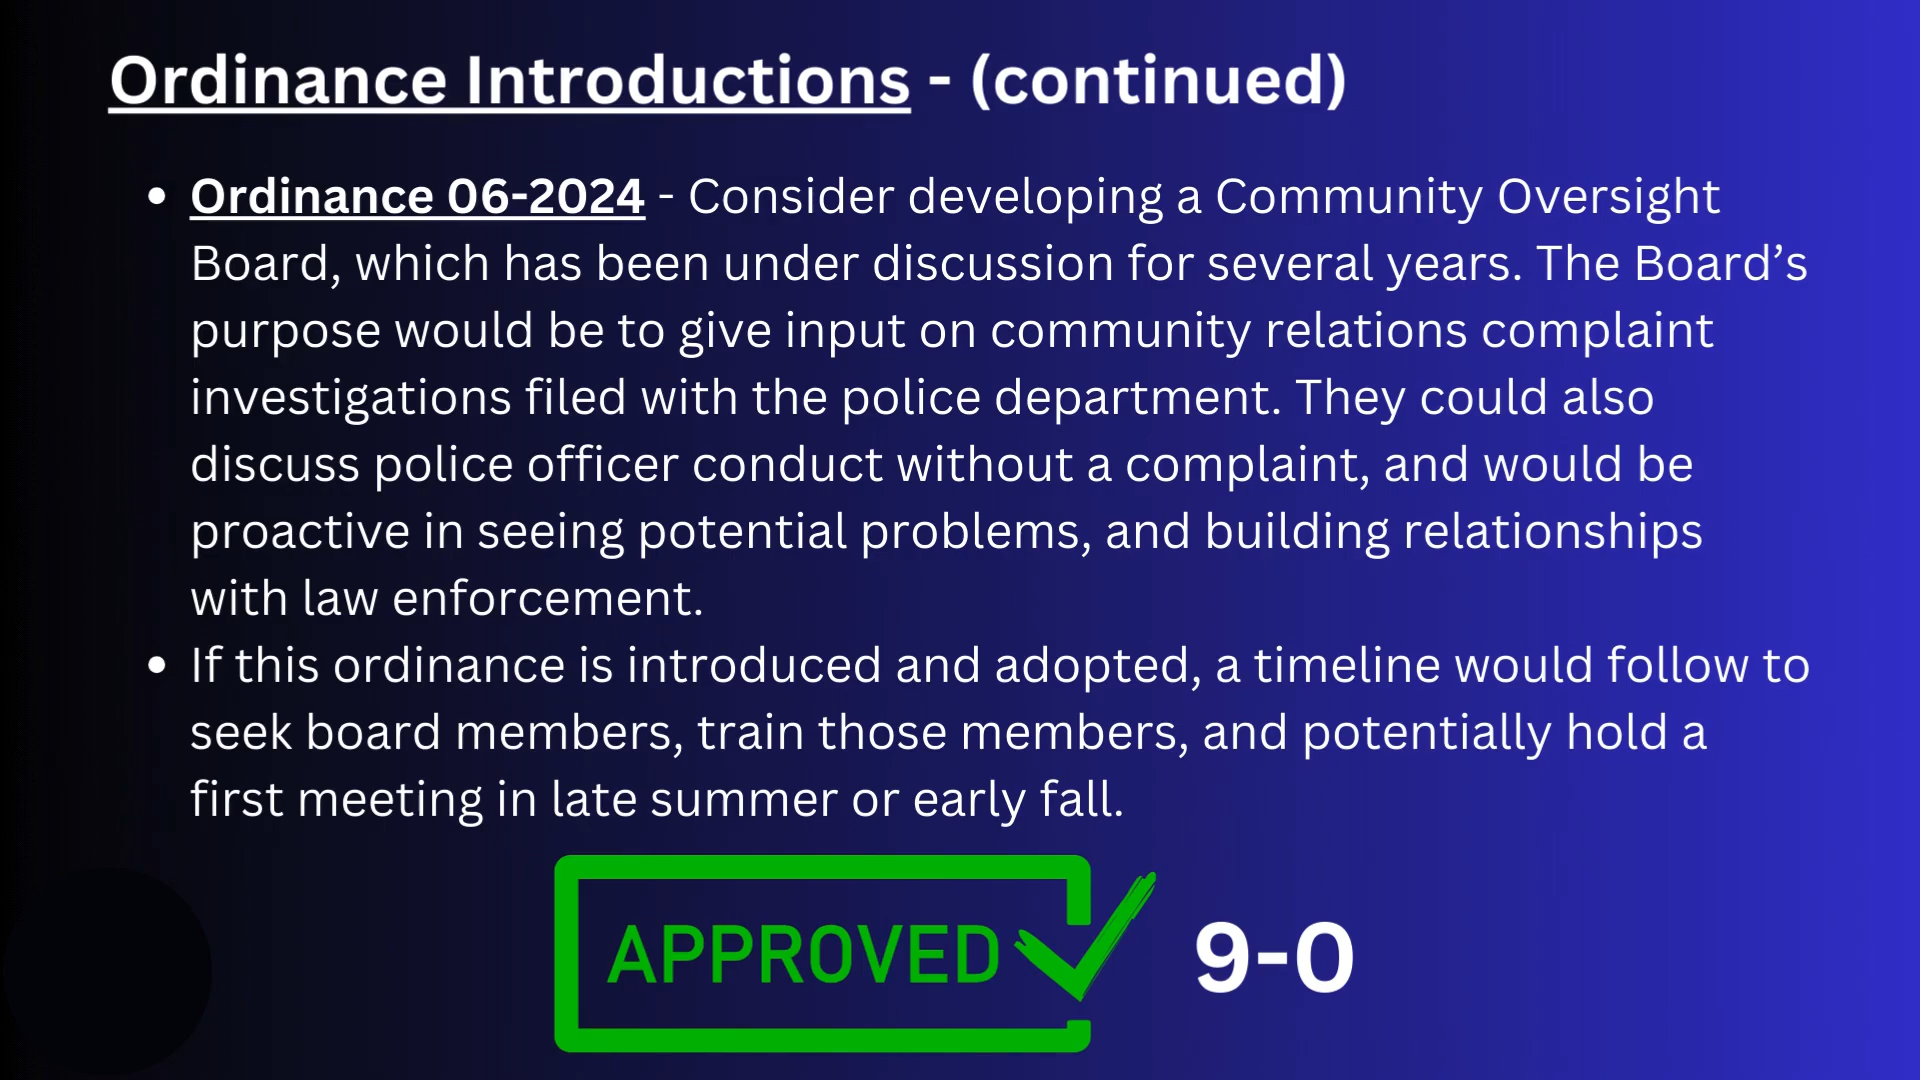 Ordinance Introductions - (continued)
• Ordinance 06-2024 - Consider developing a Community Oversight
Board, which has been under discussion for several years. The Board’s
purpose would be to give input on community relations complaint
investigations filed with the police department. They could also
discuss police officer conduct without a complaint, and would be
proactive in seeing potential problems, and building relationships
with law enforcement.
• If this ordinance is introduced and adopted, a timeline would follow to
seek board members, train those members, and potentially hold a
first meeting in late summer or early fall.
APPROVED 9-0